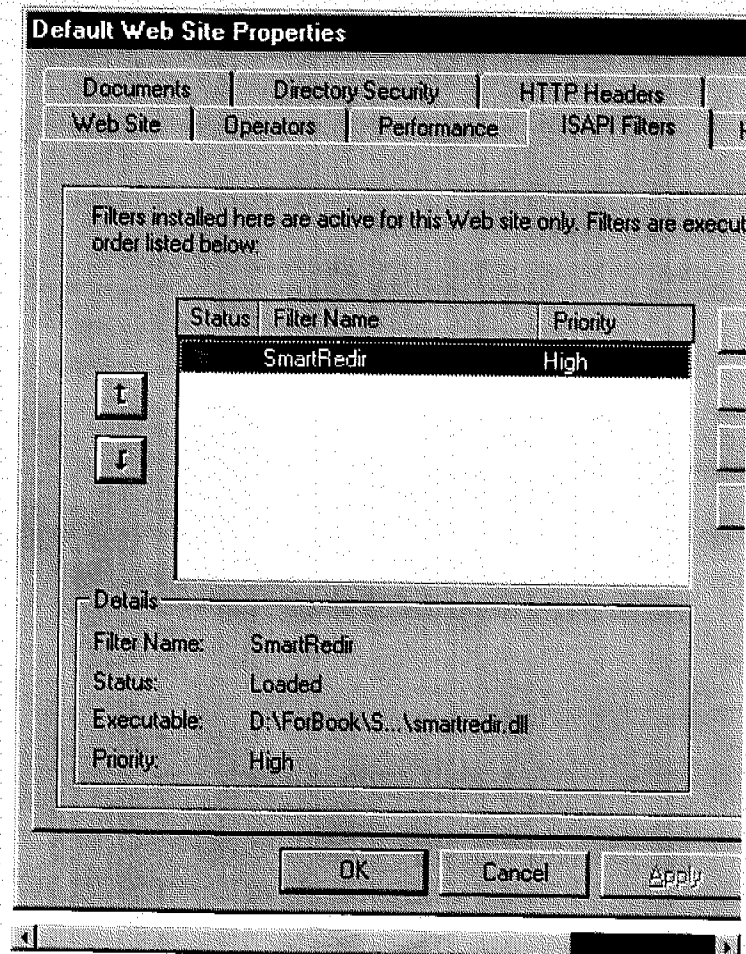 Default Web Site Properties
Documents Directory Security HTTP Headers
Web Site Operators Performance ISAPI Filters
Filters installed here are active for this Web site only. Filters are execut
order listed below:
Status Filter Name Priority
SmartRedir High
Details
Filter Name: SmartRedir
Status: Loaded
Executable: D:\ForBook\S...\smartredir.dll
Priority: High
OK Cancel Apply